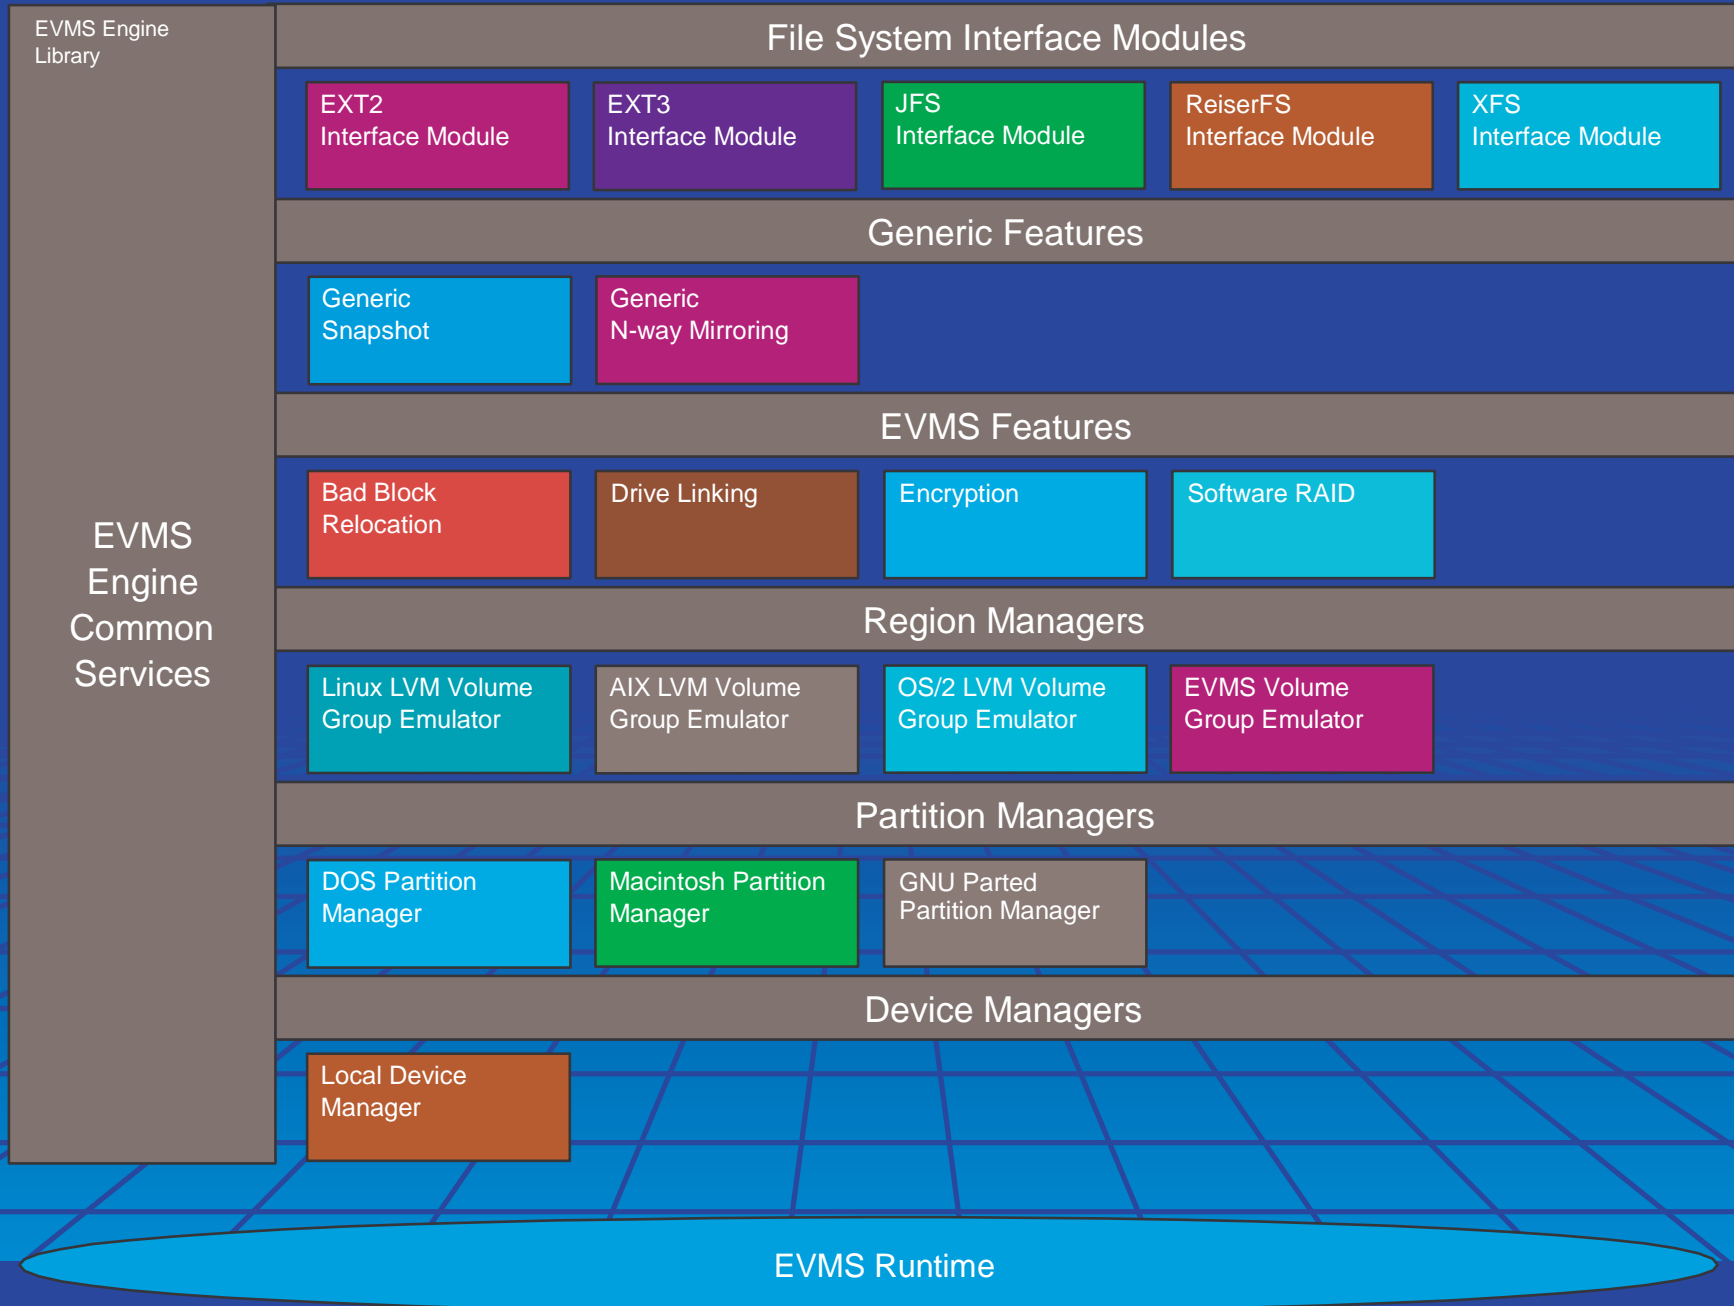 EVMS Engine
Library
File System Interface Modules
EXT2
Interface Module
EXT3
Interface Module
JFS
Interface Module
ReiserFS
Interface Module
XFS
Interface Module
Generic Features
Generic
Snapshot
Generic
N-way Mirroring
EVMS Features
Bad Block
Relocation
Drive Linking
Encryption
Software RAID
EVMS
Engine
Common
Services
Region Managers
Linux LVM Volume
Group Emulator
AIX LVM Volume
Group Emulator
OS/2 LVM Volume
Group Emulator
EVMS Volume
Group Emulator
Partition Managers
DOS Partition
Manager
Macintosh Partition
Manager
GNU Parted
Partition Manager
Device Managers
Local Device
Manager
EVMS Runtime